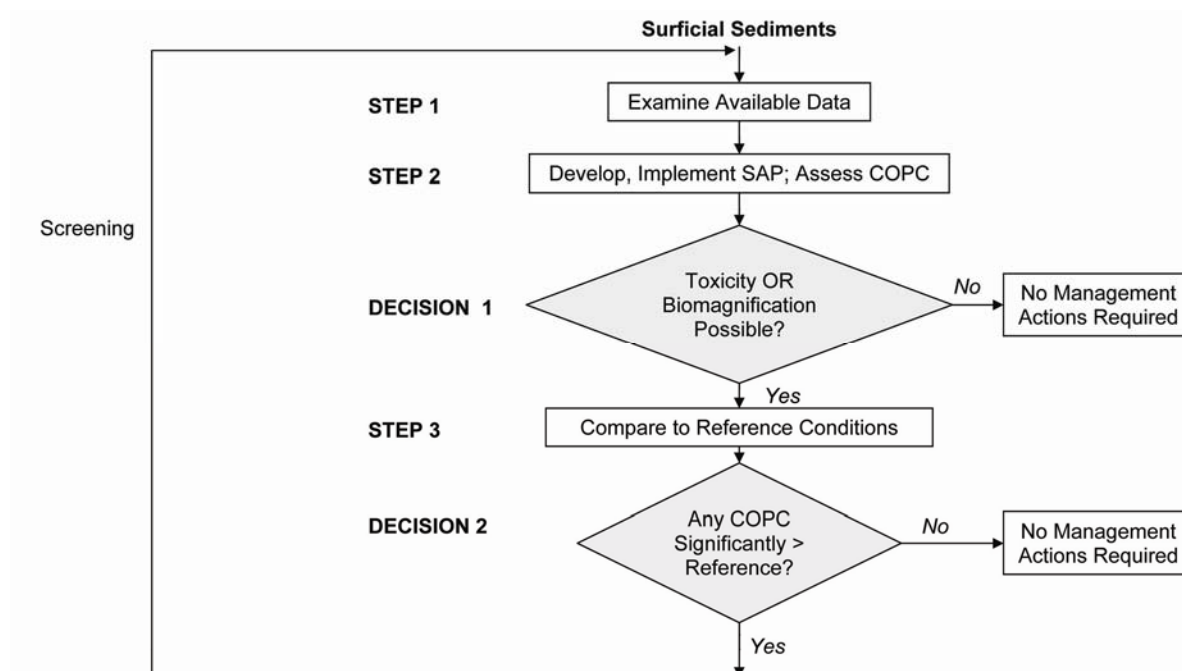 Surficial Sediments
STEP 1
Examine Available Data
STEP 2
Develop, Implement SAP; Assess COPC
Screening
DECISION 1
Toxicity OR
Biomagnification
Possible?
No
No Management
Actions Required
Yes
STEP 3
Compare to Reference Conditions
DECISION 2
Any COPC
Significantly >
Reference?
No
No Management
Actions Required
Yes